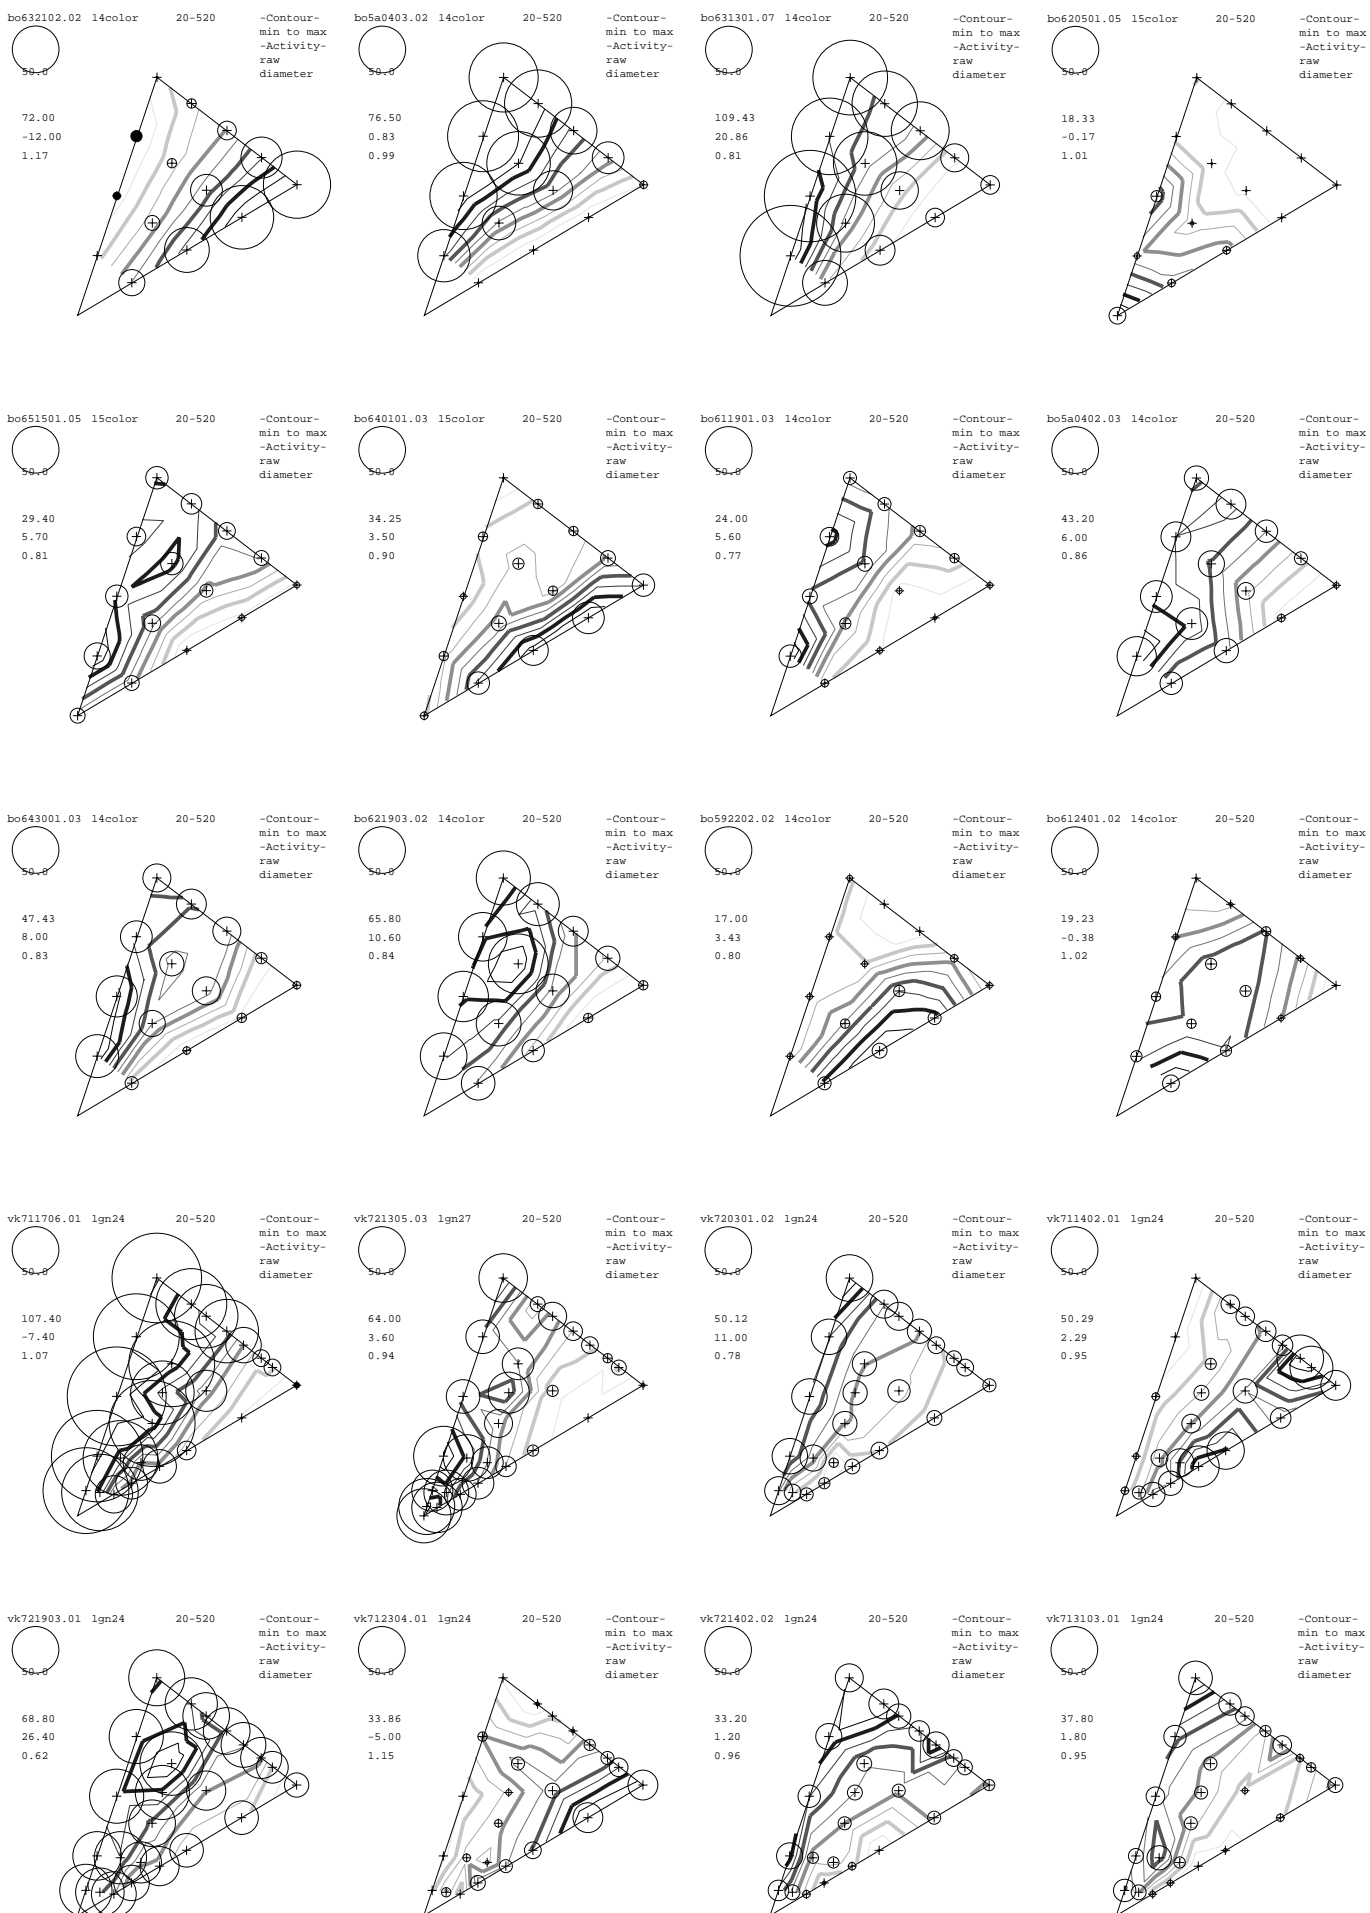 bo632102.02 14color 20-520 -Contour-
min to max
-Activity-
raw
diameter
50.0
72.00
-12.00
1.17
bo5a0403.02 14color 20-520 -Contour-
min to max
-Activity-
raw
diameter
50.0
76.50
0.83
0.99
bo631301.07 14color 20-520 -Contour-
min to max
-Activity-
raw
diameter
50.0
109.43
20.86
0.81
bo620501.05 15color 20-520 -Contour-
min to max
-Activity-
raw
diameter
50.0
18.33
-0.17
1.01
bo651501.05 15color 20-520 -Contour-
min to max
-Activity-
raw
diameter
50.0
29.40
5.70
0.81
bo640101.03 15color 20-520 -Contour-
min to max
-Activity-
raw
diameter
50.0
34.25
3.50
0.90
bo611901.03 14color 20-520 -Contour-
min to max
-Activity-
raw
diameter
50.0
24.00
5.60
0.77
bo5a0402.03 14color 20-520 -Contour-
min to max
-Activity-
raw
diameter
50.0
43.20
6.00
0.86
bo643001.03 14color 20-520 -Contour-
min to max
-Activity-
raw
diameter
50.0
47.43
8.00
0.83
bo621903.02 14color 20-520 -Contour-
min to max
-Activity-
raw
diameter
50.0
65.80
10.60
0.84
bo592202.02 14color 20-520 -Contour-
min to max
-Activity-
raw
diameter
50.0
17.00
3.43
0.80
bo612401.02 14color 20-520 -Contour-
min to max
-Activity-
raw
diameter
50.0
19.23
-0.38
1.02
vk711706.01 lgn24 20-520 -Contour-
min to max
-Activity-
raw
diameter
50.0
107.40
-7.40
1.07
vk721305.03 lgn27 20-520 -Contour-
min to max
-Activity-
raw
diameter
50.0
64.00
3.60
0.94
vk720301.02 lgn24 20-520 -Contour-
min to max
-Activity-
raw
diameter
50.0
50.12
11.00
0.78
vk711402.01 lgn24 20-520 -Contour-
min to max
-Activity-
raw
diameter
50.0
50.29
2.29
0.95
vk721903.01 lgn24 20-520 -Contour-
min to max
-Activity-
raw
diameter
50.0
68.80
26.40
0.62
vk712304.01 lgn24 20-520 -Contour-
min to max
-Activity-
raw
diameter
50.0
33.86
-5.00
1.15
vk721402.02 lgn24 20-520 -Contour-
min to max
-Activity-
raw
diameter
50.0
33.20
1.20
0.96
vk713103.01 lgn24 20-520 -Contour-
min to max
-Activity-
raw
diameter
50.0
37.80
1.80
0.95